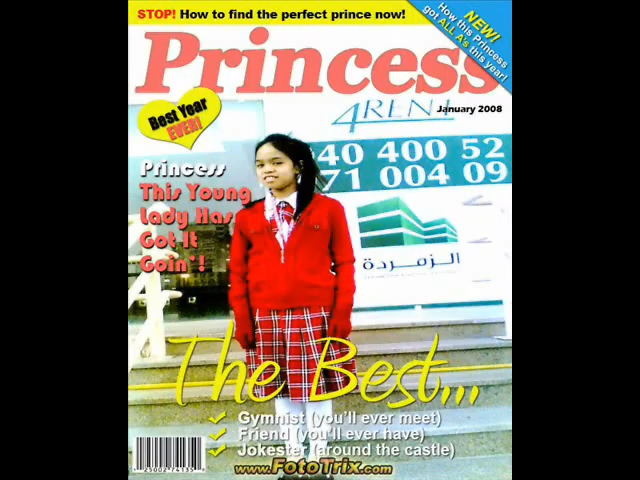 STOP! How to find the perfect prince now!
NEW!
How this Princess
got ALL A's this year!
Princess
January 2008
Best Year
EVER!
4RENT
40 400 52
71 004 09
Princess
This Young
Lady Has
Got It
Goin'!
الزمردة
The Best...
Gymnist (you'll ever meet)
Friend (you'll ever have)
Jokester (around the castle)
www.FotoTrix.com